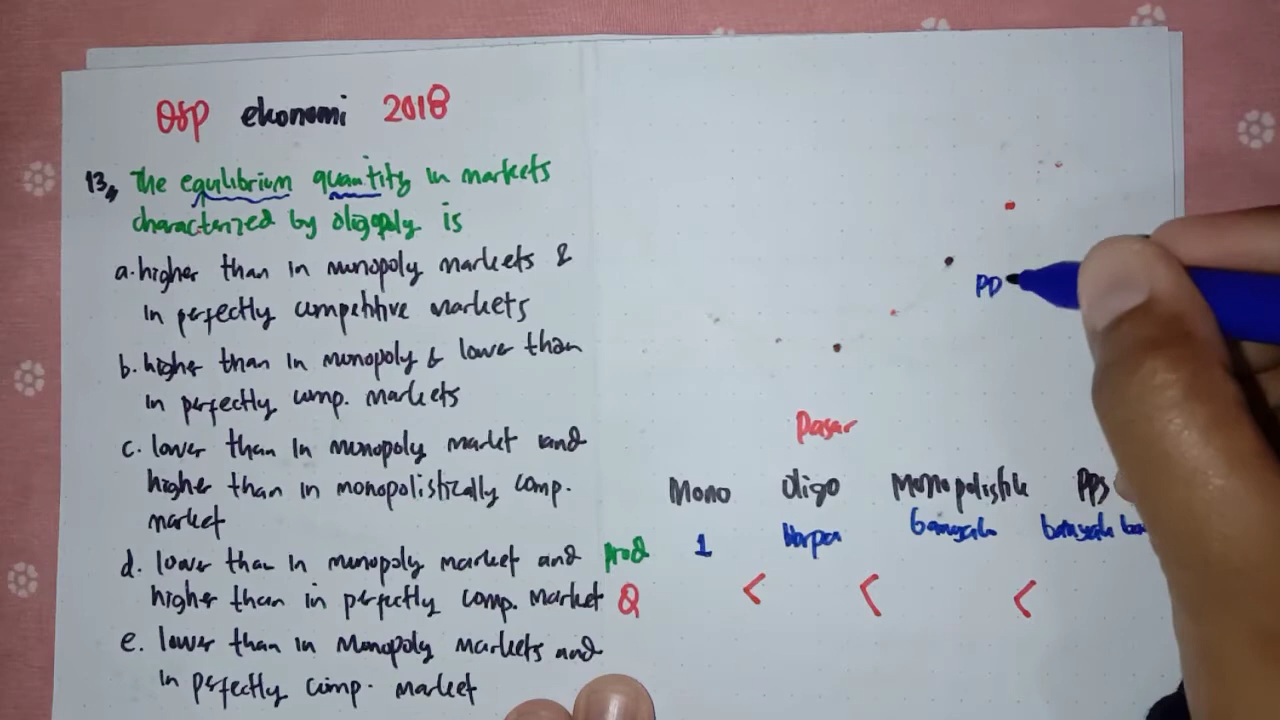 OSP ekonomi 2018
13,, The equilibrium quantity in markets
characterized by oligopoly is
a. higher than in monopoly markets &
in perfectly competitive markets
b. higher than in monopoly & lower than
in perfectly comp. markets
c. lower than in monopoly market and
higher than in monopolistically comp.
market
d. lower than in monopoly market and
higher than in perfectly comp. market
e. lower than in monopoly markets and
in perfectly comp. market
PD
Pasar
Mono Oligo Monopolistik PPS
Prod 1 bbrpa banyak banyak
Q < < <